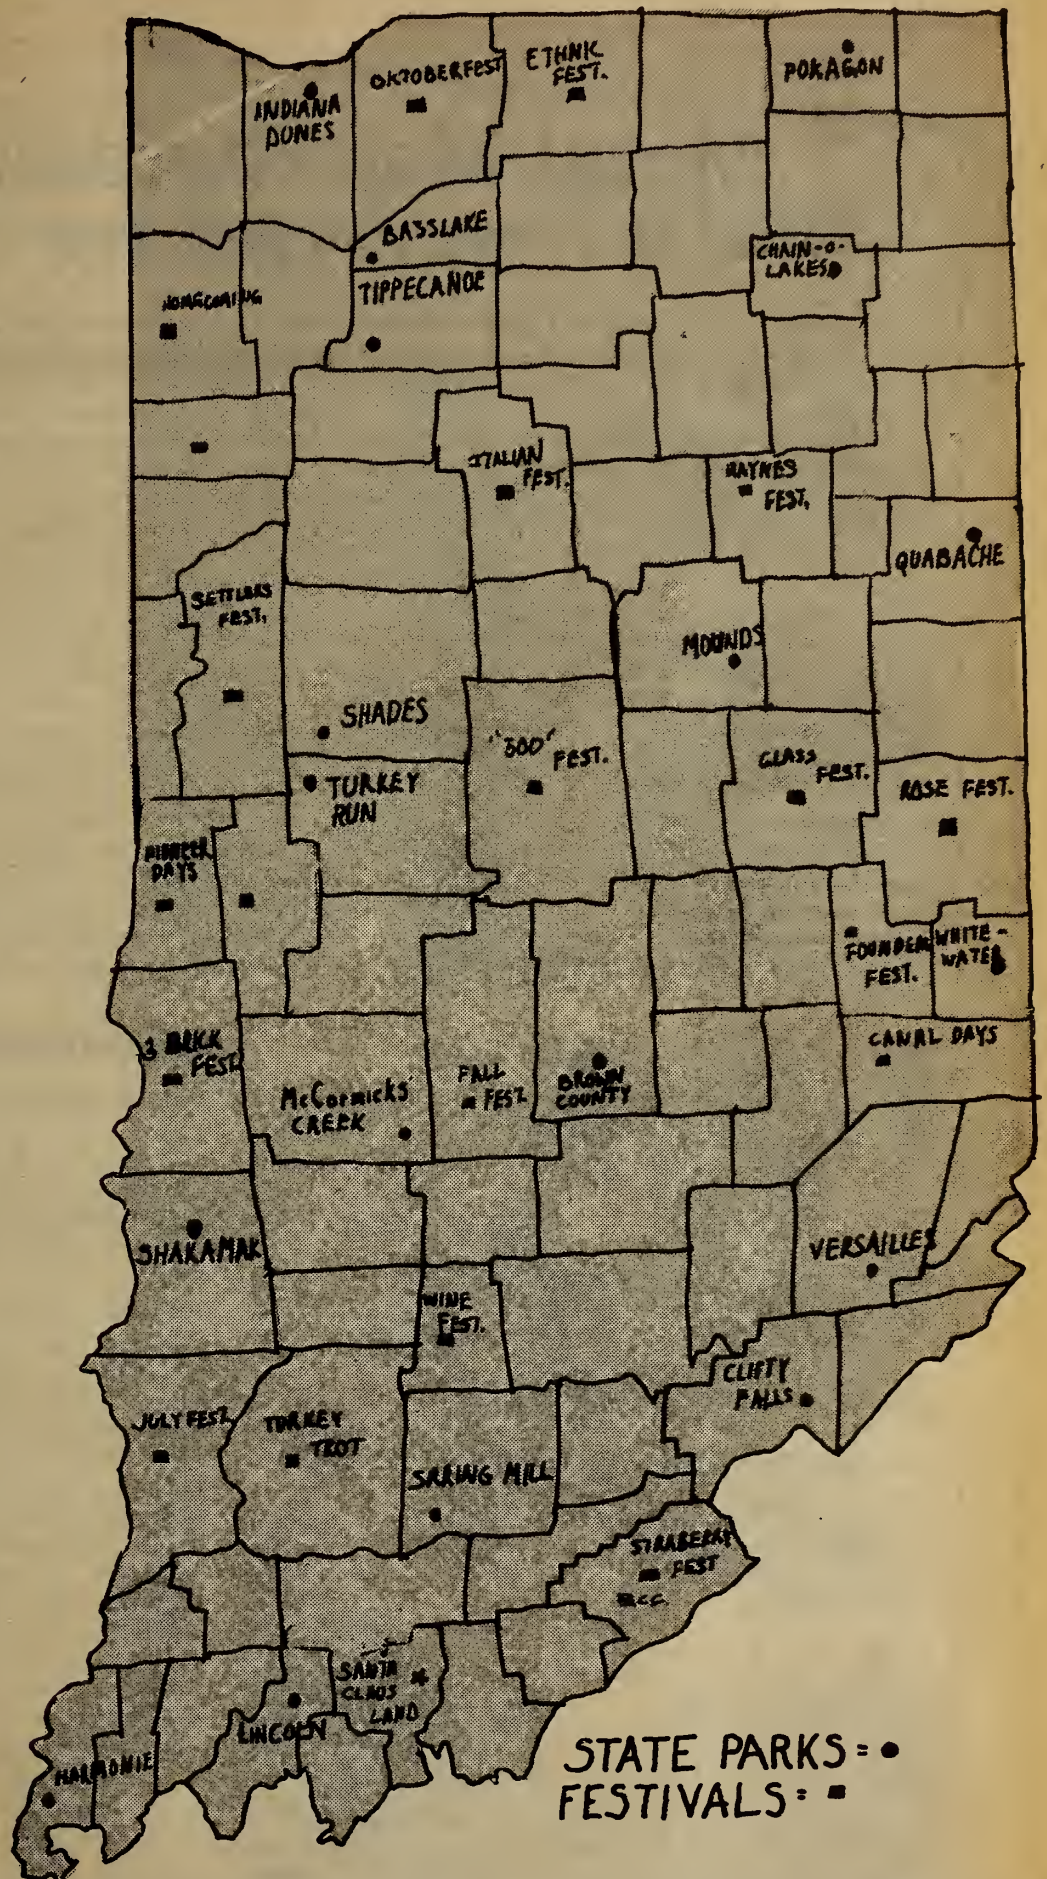 OKTOBERFEST
ETHNIC
FEST.
POKAGON
INDIANA
DUNES
BASSLAKE
CHAIN-O-
LAKES
HOMECOMING
TIPPECANOE
ITALIAN
FEST.
HAYNES
FEST.
QUABACHE
SETTLERS
FEST.
MOUNDS
SHADES
"500"
FEST.
GLASS
FEST.
TURKEY
RUN
ROSE FEST.
PIONEER
DAYS
FOUNDERS
FEST.
WHITE-
WATER
3 BRICK
FEST.
CANAL DAYS
McCormicks
CREEK
FALL
FEST.
BROWN
COUNTY
SHAKAMAK
VERSAILLES
WINE
FEST.
CLIFTY
FALLS
JULY FEST.
TURKEY
TROT
SPRING MILL
STRABERRY
FEST
C.C.
SANTA
CLAUS
LAND
LINCOLN
HARMONIE
STATE PARKS = ●
FESTIVALS = ■